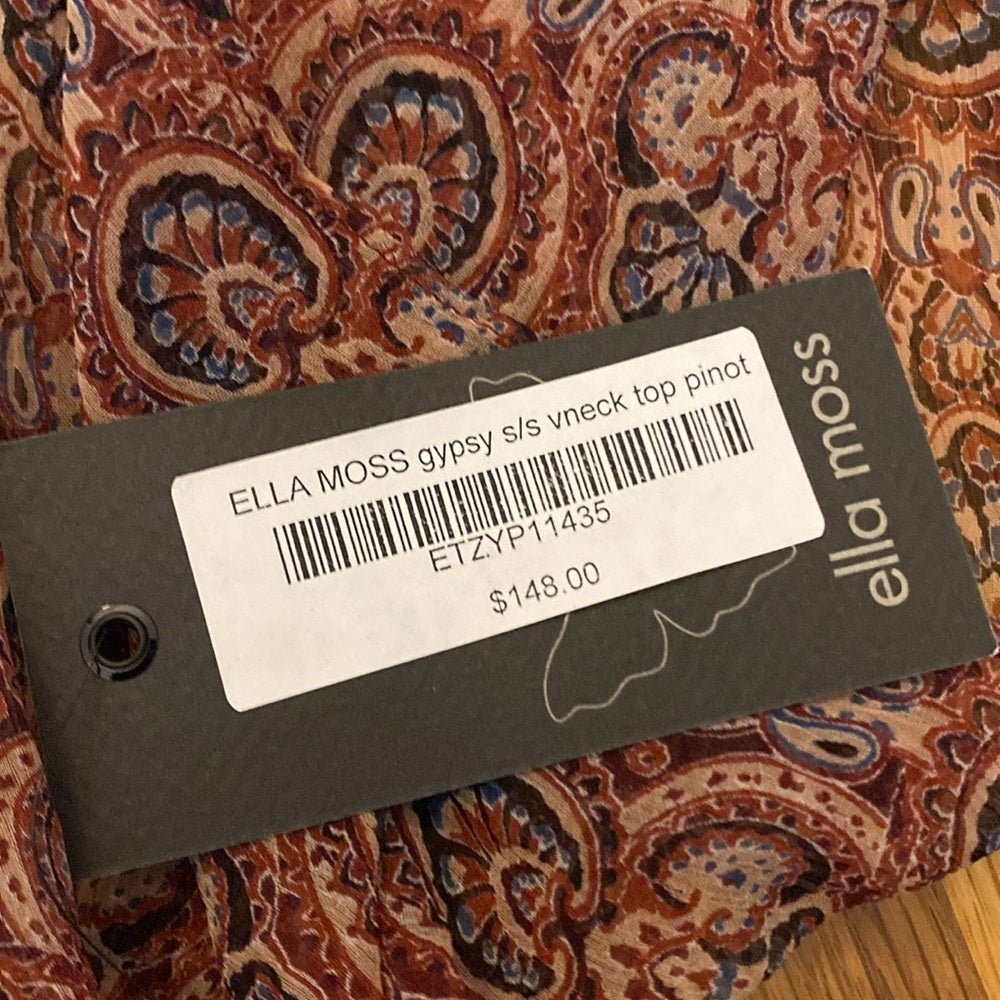 ELLA MOSS gypsy s/s vneck top pinot
ETZYP11435
$148.00
ella moss